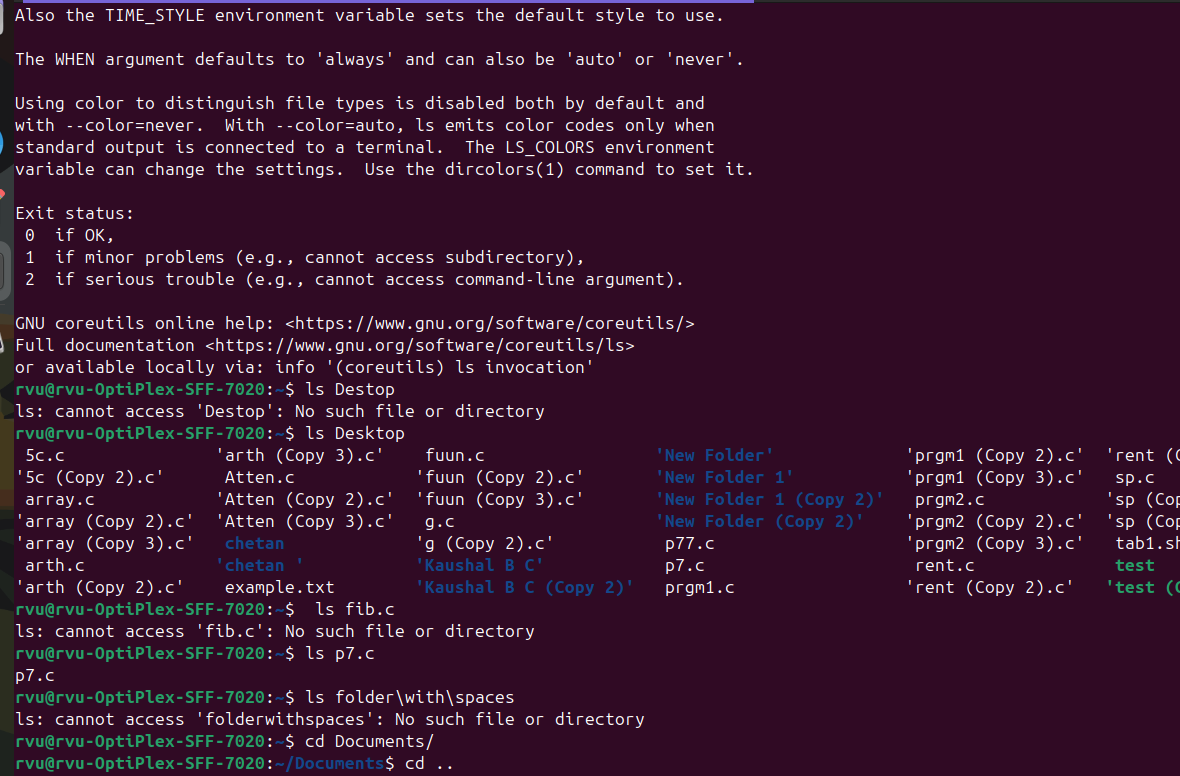 Also the TIME_STYLE environment variable sets the default style to use.
The WHEN argument defaults to 'always' and can also be 'auto' or 'never'.
Using color to distinguish file types is disabled both by default and
with --color=never.  With --color=auto, ls emits color codes only when
standard output is connected to a terminal.  The LS_COLORS environment
variable can change the settings.  Use the dircolors(1) command to set it.
Exit status:
 0  if OK,
 1  if minor problems (e.g., cannot access subdirectory),
 2  if serious trouble (e.g., cannot access command-line argument).
GNU coreutils online help: <https://www.gnu.org/software/coreutils/>
Full documentation <https://www.gnu.org/software/coreutils/ls>
or available locally via: info '(coreutils) ls invocation'
rvu@rvu-OptiPlex-SFF-7020:~$ ls Destop
ls: cannot access 'Destop': No such file or directory
rvu@rvu-OptiPlex-SFF-7020:~$ ls Desktop
 5c.c                'arth (Copy 3).c'    fuun.c                 'New Folder'             'prgm1 (Copy 2).c'  'rent (C
'5c (Copy 2).c'       Atten.c            'fuun (Copy 2).c'       'New Folder 1'           'prgm1 (Copy 3).c'   sp.c
 array.c             'Atten (Copy 2).c'  'fuun (Copy 3).c'       'New Folder 1 (Copy 2)'   prgm2.c            'sp (Cop
'array (Copy 2).c'   'Atten (Copy 3).c'   g.c                    'New Folder (Copy 2)'    'prgm2 (Copy 2).c'  'sp (Cop
'array (Copy 3).c'    chetan             'g (Copy 2).c'           p77.c                   'prgm2 (Copy 3).c'   tab1.sh
 arth.c              'chetan '           'Kaushal B C'            p7.c                     rent.c              test
'arth (Copy 2).c'     example.txt        'Kaushal B C (Copy 2)'   prgm1.c                 'rent (Copy 2).c'   'test (C
rvu@rvu-OptiPlex-SFF-7020:~$  ls fib.c
ls: cannot access 'fib.c': No such file or directory
rvu@rvu-OptiPlex-SFF-7020:~$ ls p7.c
p7.c
rvu@rvu-OptiPlex-SFF-7020:~$ ls folder\with\spaces
ls: cannot access 'folderwithspaces': No such file or directory
rvu@rvu-OptiPlex-SFF-7020:~$ cd Documents/
rvu@rvu-OptiPlex-SFF-7020:~/Documents$ cd ..